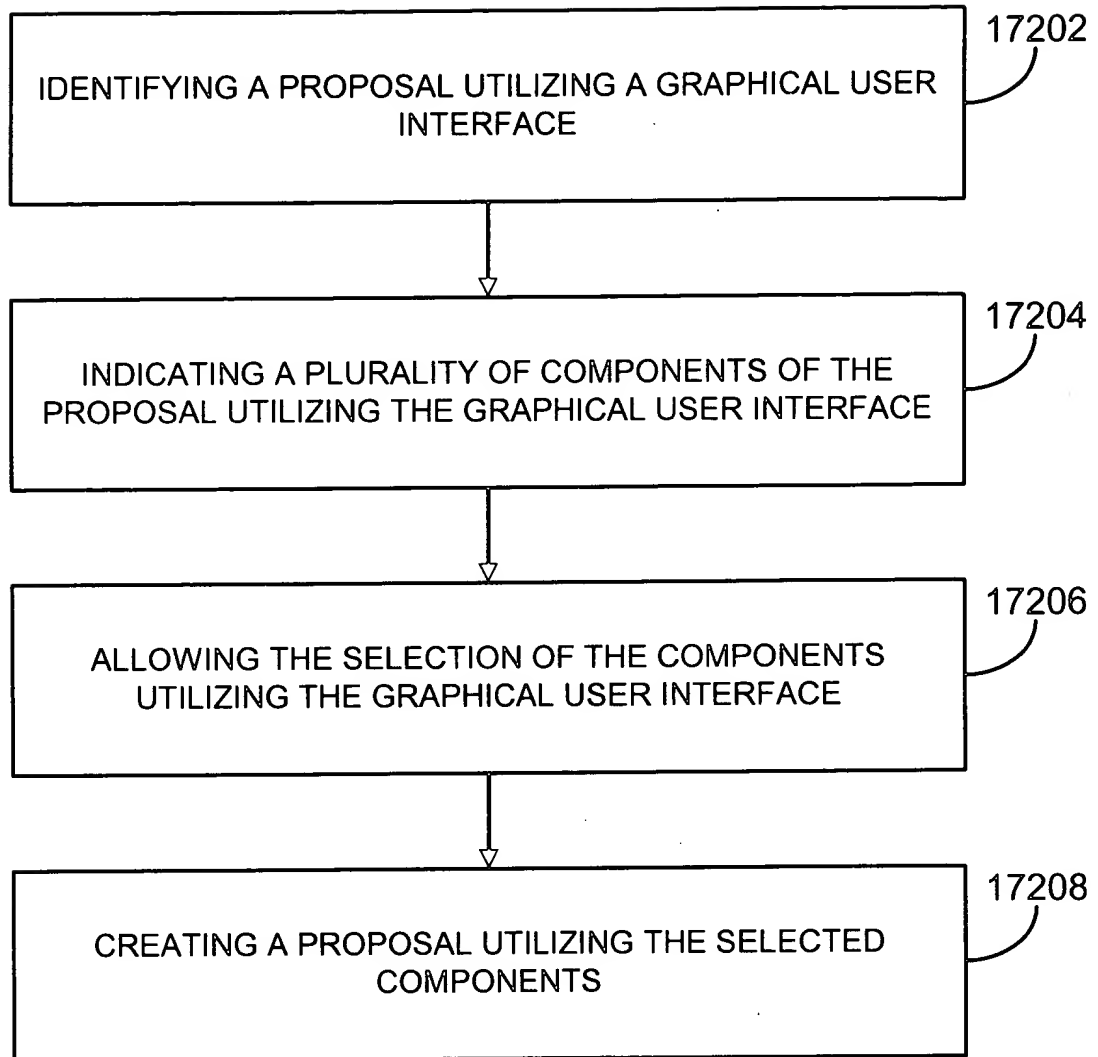 17202
IDENTIFYING A PROPOSAL UTILIZING A GRAPHICAL USER
INTERFACE
17204
INDICATING A PLURALITY OF COMPONENTS OF THE
PROPOSAL UTILIZING THE GRAPHICAL USER INTERFACE
17206
ALLOWING THE SELECTION OF THE COMPONENTS
UTILIZING THE GRAPHICAL USER INTERFACE
17208
CREATING A PROPOSAL UTILIZING THE SELECTED
COMPONENTS